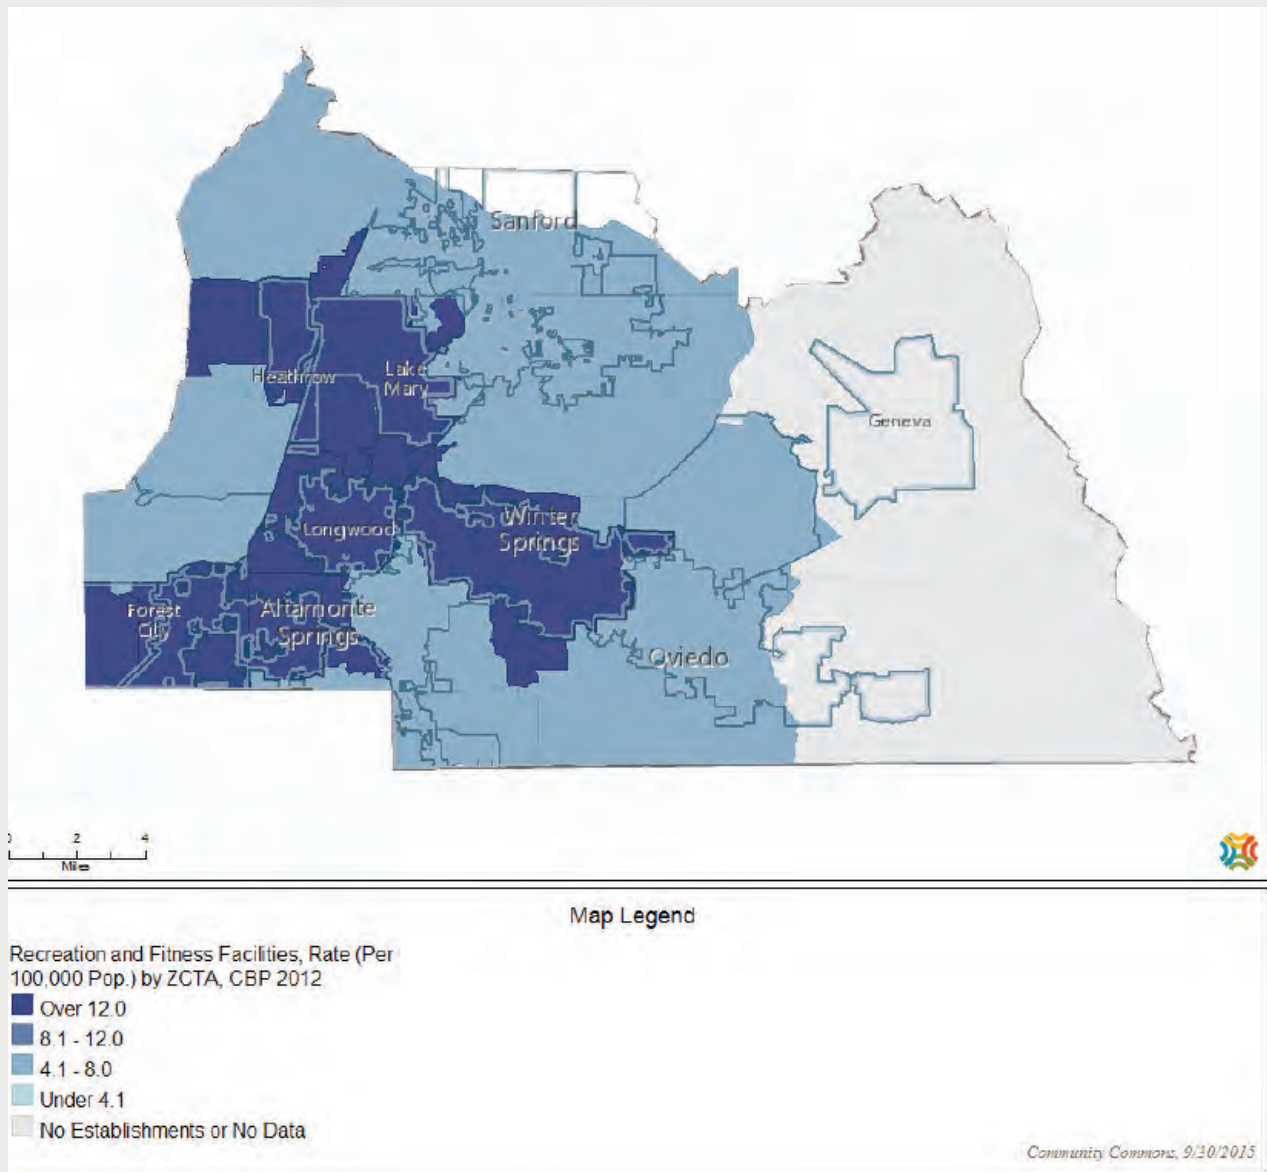 Sanford
Heathrow
Lake
Mary
Geneva
Longwood
Winter
Springs
Forest
City
Altamonte
Springs
Oviedo
0 2 4
Miles
Map Legend
Recreation and Fitness Facilities, Rate (Per
100,000 Pop.) by ZCTA, CBP 2012
Over 12.0
8.1 - 12.0
4.1 - 8.0
Under 4.1
No Establishments or No Data
Community Commons, 9/30/2015